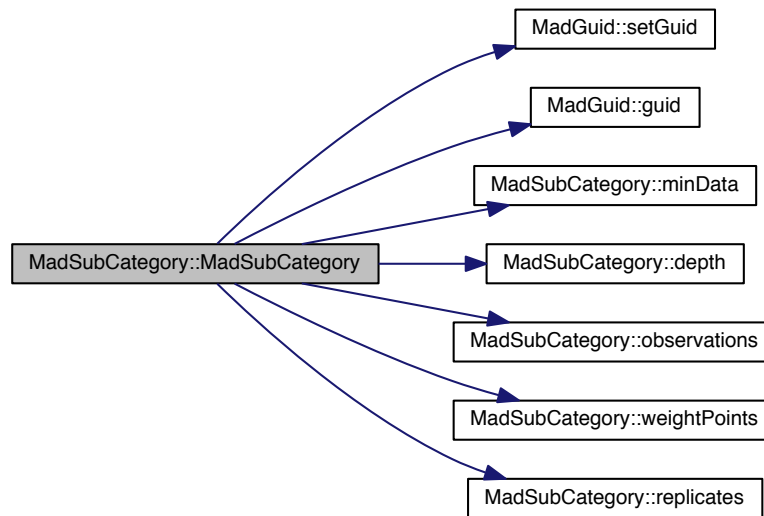 MadGuid::setGuid
MadGuid::guid
MadSubCategory::minData
MadSubCategory::MadSubCategory
MadSubCategory::depth
MadSubCategory::observations
MadSubCategory::weightPoints
MadSubCategory::replicates